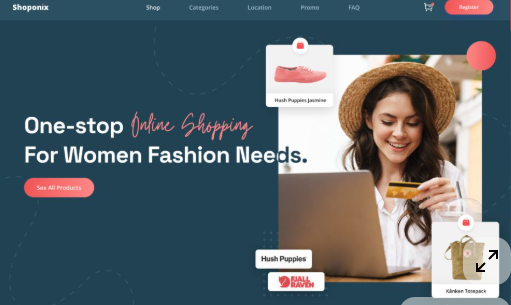 Shoponix
Shop
Categories
Location
Promo
FAQ
Register
Hush Puppies Jasmine
One-stop Online Shopping
For Women Fashion Needs.
See All Products
Hush Puppies
FJALL
RAVEN
Kånken Totepack